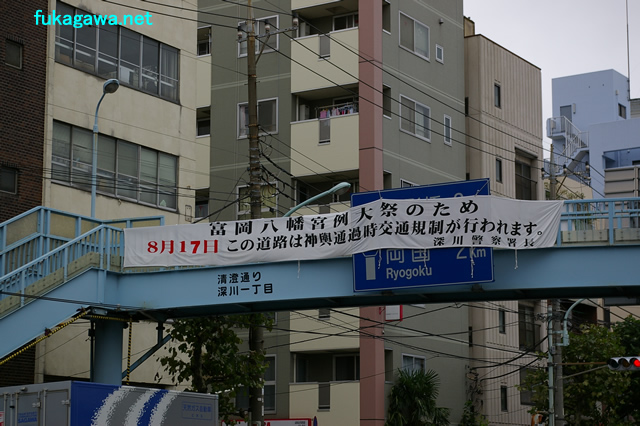 fukagawa.net
富岡八幡宮例大祭のため
8月17日 この道路は神輿通過時交通規制が行われます。
深川警察署長
両国 2
Ryogoku km
清澄通り
深川一丁目